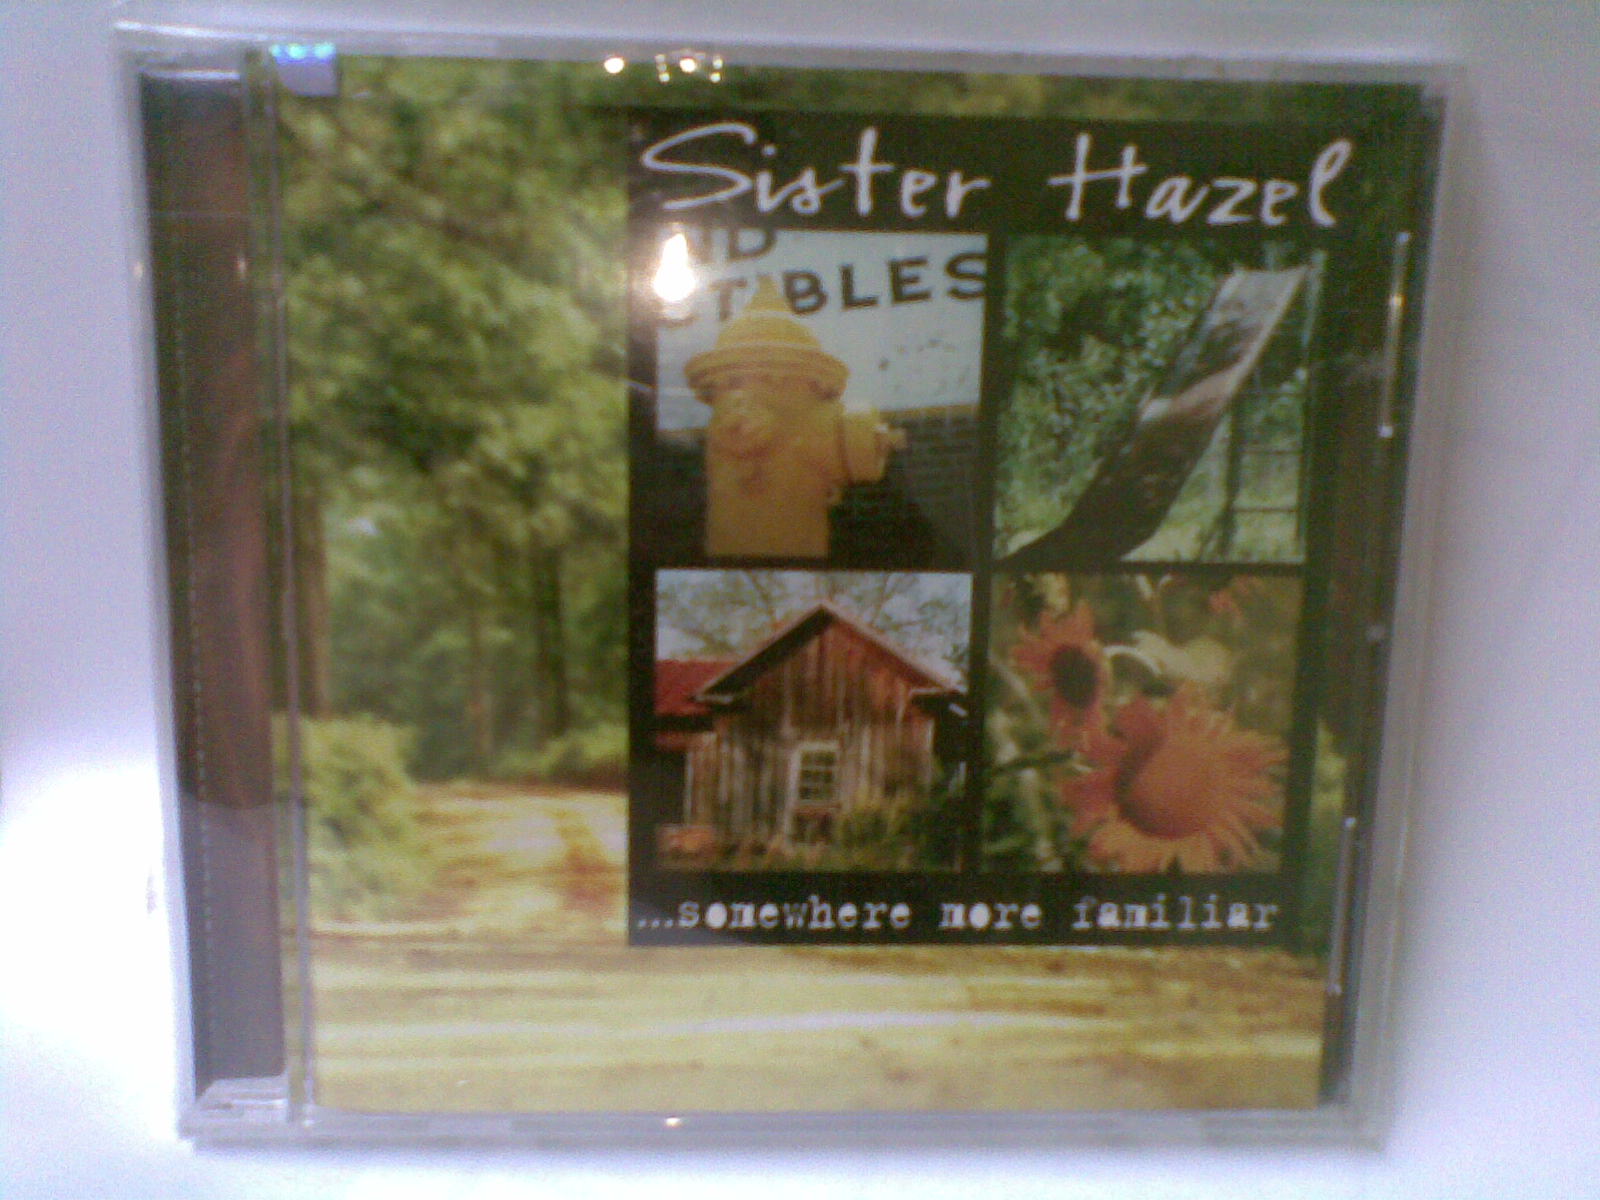 Sister Hazel
BLES
...somewhere more familiar